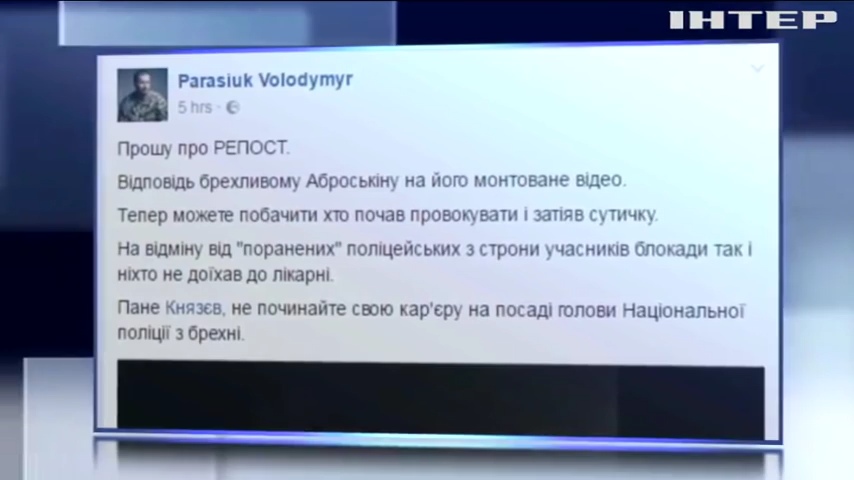 ІНТЕР
Parasiuk Volodymyr
5 hrs ·
Прошу про РЕПОСТ.
Відповідь брехливому Аброськіну на його монтоване відео.
Тепер можете побачити хто почав провокувати і затіяв сутичку.
На відміну від "поранених" поліцейських з сторони учасників блокади так і
ніхто не доїхав до лікарні.
Пане Князєв, не починайте свою кар'єру на посаді голови Національної
поліції з брехні.